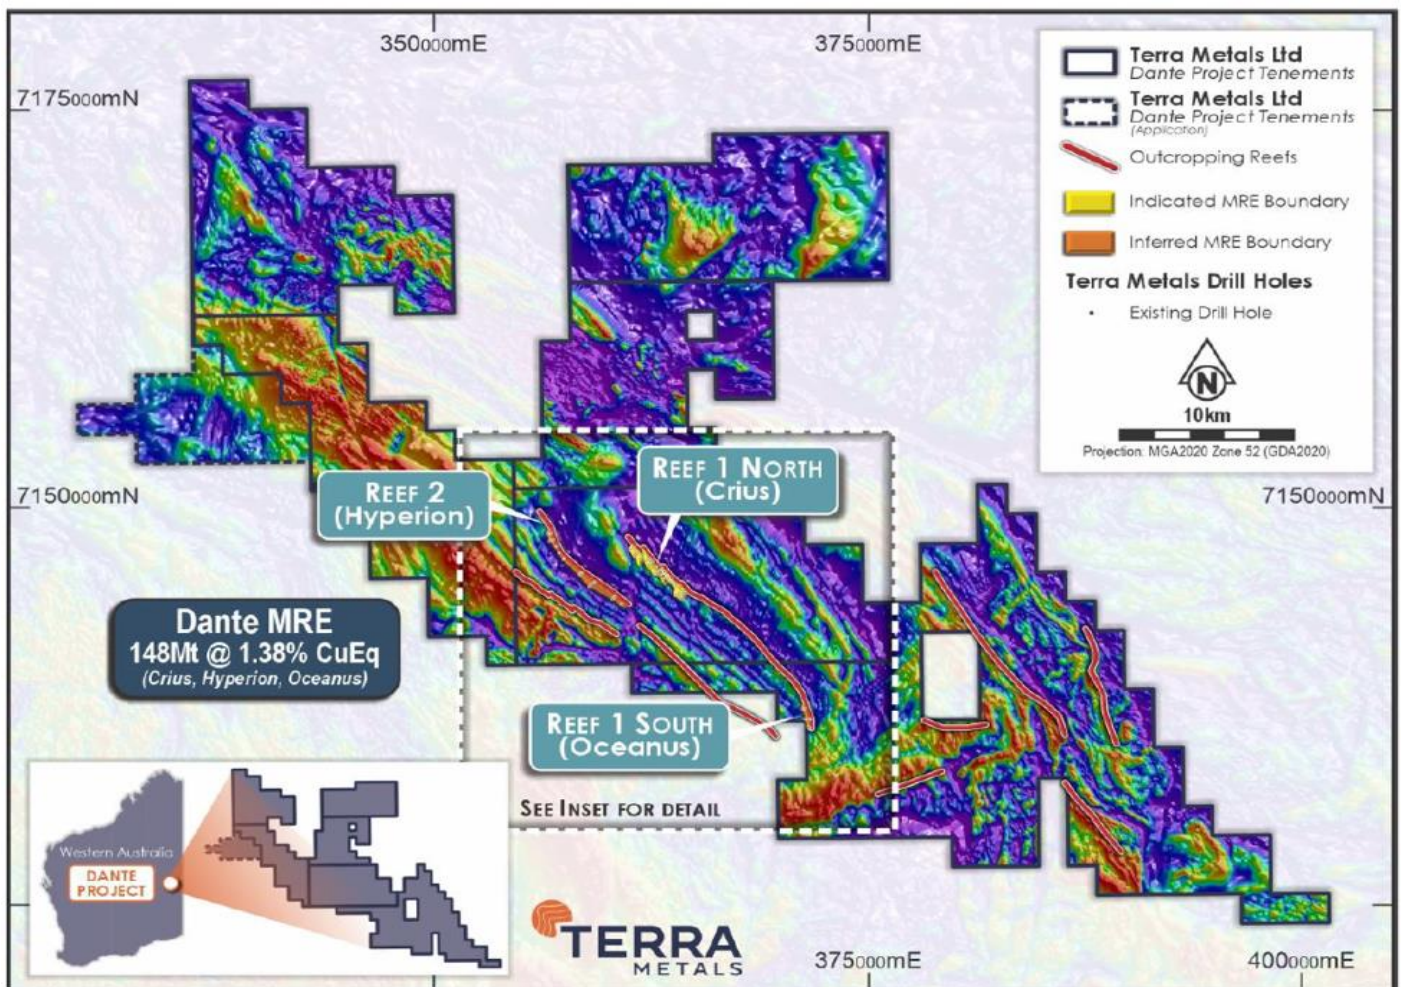 350000mE
375000mE
7175000mN
Terra Metals Ltd
Dante Project Tenements
Terra Metals Ltd
Dante Project Tenements
(Application)
Outcropping Reefs
Indicated MRE Boundary
Inferred MRE Boundary
Terra Metals Drill Holes
Existing Drill Hole
N
10km
Projection: MGA2020 Zone 52 (GDA2020)
7150000mN
7150000mN
REEF 1 NORTH
(Crius)
REEF 2
(Hyperion)
Dante MRE
148Mt @ 1.38% CuEq
(Crius, Hyperion, Oceanus)
REEF 1 SOUTH
(Oceanus)
SEE INSET FOR DETAIL
Western Australia
DANTE
PROJECT
TERRA
METALS
375000mE
400000mE